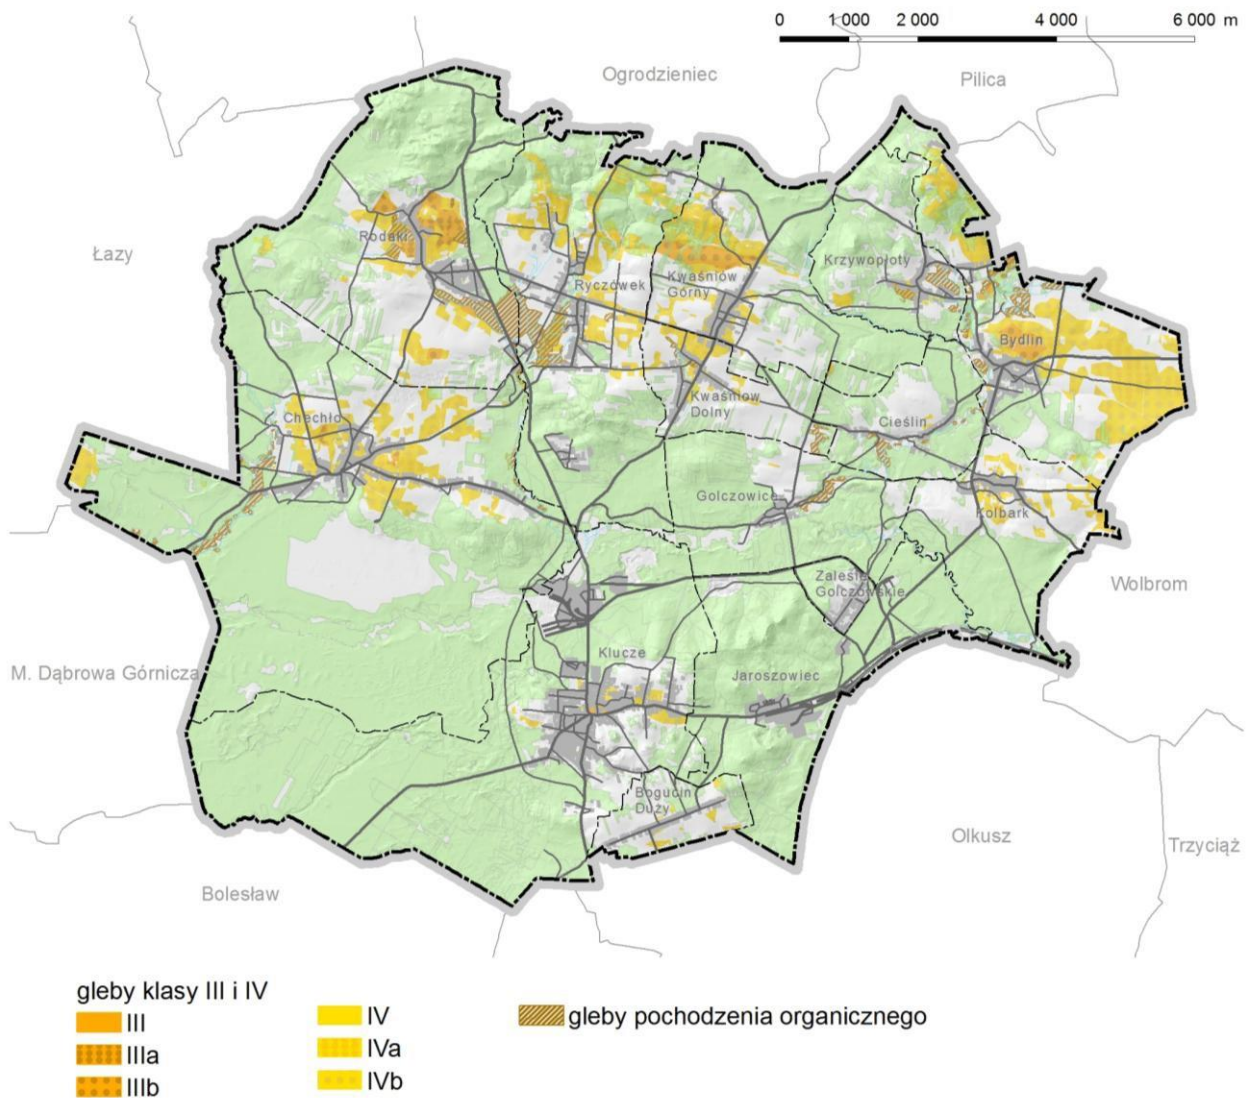 0 1 000 2 000 4 000 6 000 m
Ogrodzieniec
Pilica
Łazy
Rodaki
Krzywopłoty
Ryczówek
Kwaśniów
Górny
Bydlin
Kwaśniów
Dolny
Chechło
Cieślin
Golczowice
Kolbark
Zalesie
Golczowskie
Wolbrom
Klucze
M. Dąbrowa Górnicza
Jaroszowiec
Bogucin
Duży
Olkusz
Trzyciąż
Bolesław
gleby klasy III i IV
III
IIIa
IIIb
IV
IVa
IVb
gleby pochodzenia organicznego